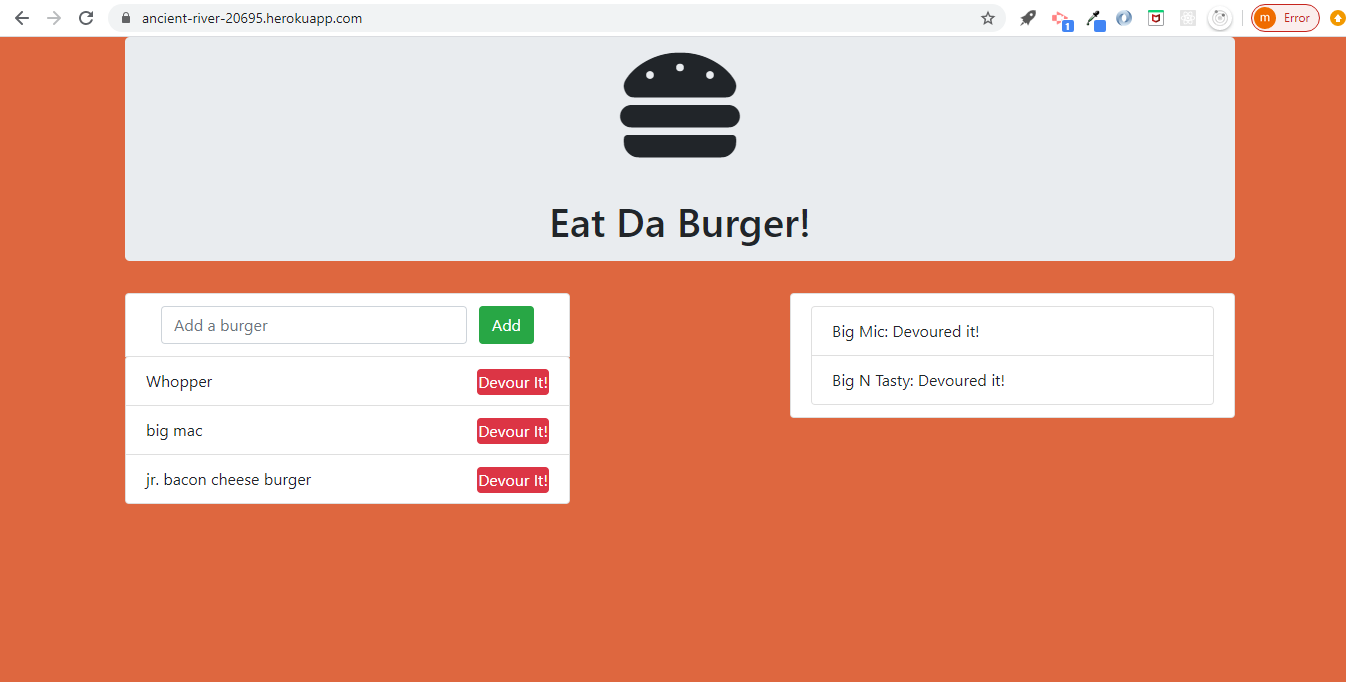 ancient-river-20695.herokuapp.com
1
m Error
Eat Da Burger!
Add a burger Add
Whopper Devour It!
big mac Devour It!
jr. bacon cheese burger Devour It!
Big Mic: Devoured it!
Big N Tasty: Devoured it!